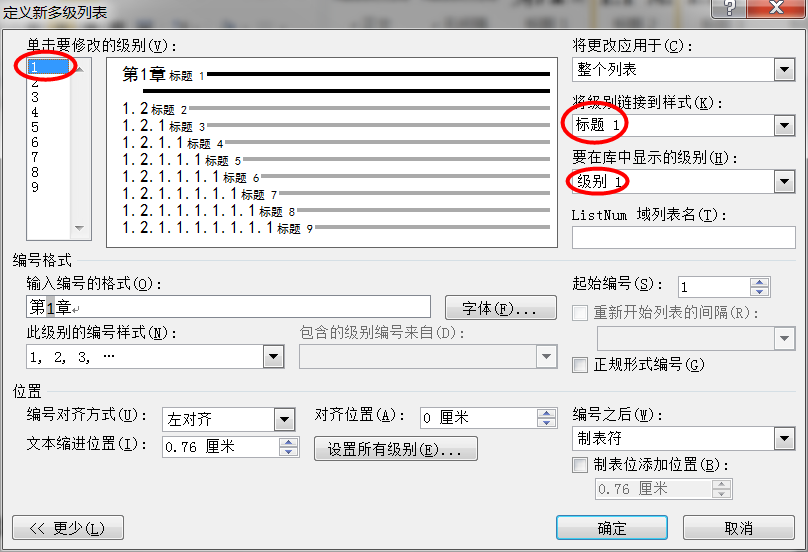 定义新多级列表
单击要修改的级别(V):
将更改应用于(C):
1
2
3
4
5
6
7
8
9
第1章 标题 1
1.2 标题 2
1.2.1 标题 3
1.2.1.1 标题 4
1.2.1.1.1 标题 5
1.2.1.1.1.1 标题 6
1.2.1.1.1.1.1 标题 7
1.2.1.1.1.1.1.1 标题 8
1.2.1.1.1.1.1.1.1 标题 9
整个列表
将级别链接到样式(K):
标题 1
要在库中显示的级别(H):
级别 1
ListNum 域列表名(T):
编号格式
输入编号的格式(O):
第1章
字体(F)...
起始编号(S):
1
重新开始列表的间隔(R):
此级别的编号样式(N):
包含的级别编号来自(D):
1, 2, 3, …
正规形式编号(G)
位置
编号对齐方式(U):
左对齐
对齐位置(A):
0 厘米
编号之后(W):
文本缩进位置(I):
0.76 厘米
设置所有级别(E)...
制表符
制表位添加位置(B):
0.76 厘米
<< 更少(L)
确定
取消